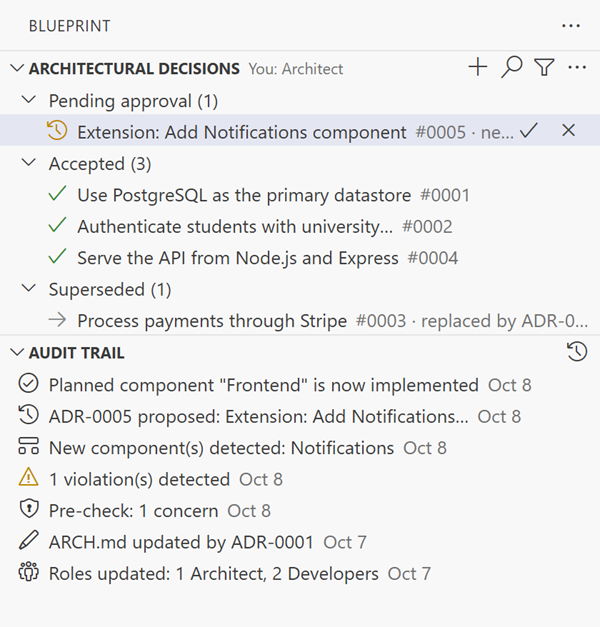 BLUEPRINT
ARCHITECTURAL DECISIONS You: Architect
Pending approval (1)
Extension: Add Notifications component #0005 · ne...
Accepted (3)
Use PostgreSQL as the primary datastore #0001
Authenticate students with university... #0002
Serve the API from Node.js and Express #0004
Superseded (1)
Process payments through Stripe #0003 · replaced by ADR-0...
AUDIT TRAIL
Planned component "Frontend" is now implemented Oct 8
ADR-0005 proposed: Extension: Add Notifications... Oct 8
New component(s) detected: Notifications Oct 8
1 violation(s) detected Oct 8
Pre-check: 1 concern Oct 8
ARCH.md updated by ADR-0001 Oct 7
Roles updated: 1 Architect, 2 Developers Oct 7